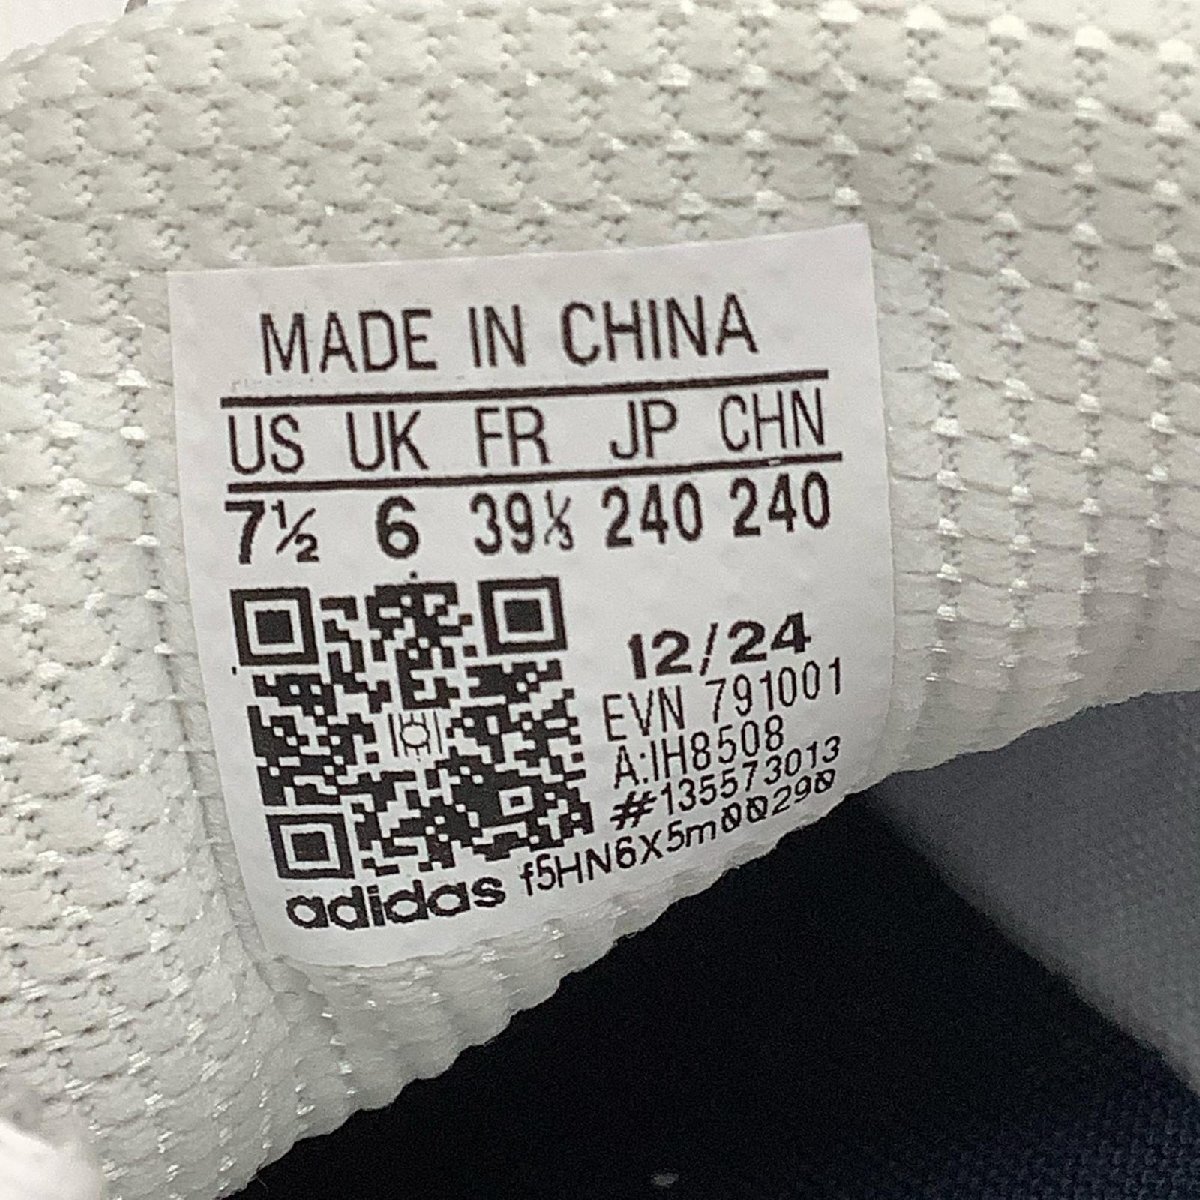 MADE IN CHINA
US UK FR JP CHN
7½ 6 39⅓ 240 240
12/24
EVN 791001
A:IH8508
#135573013
f5HN6X5m00290
adidas